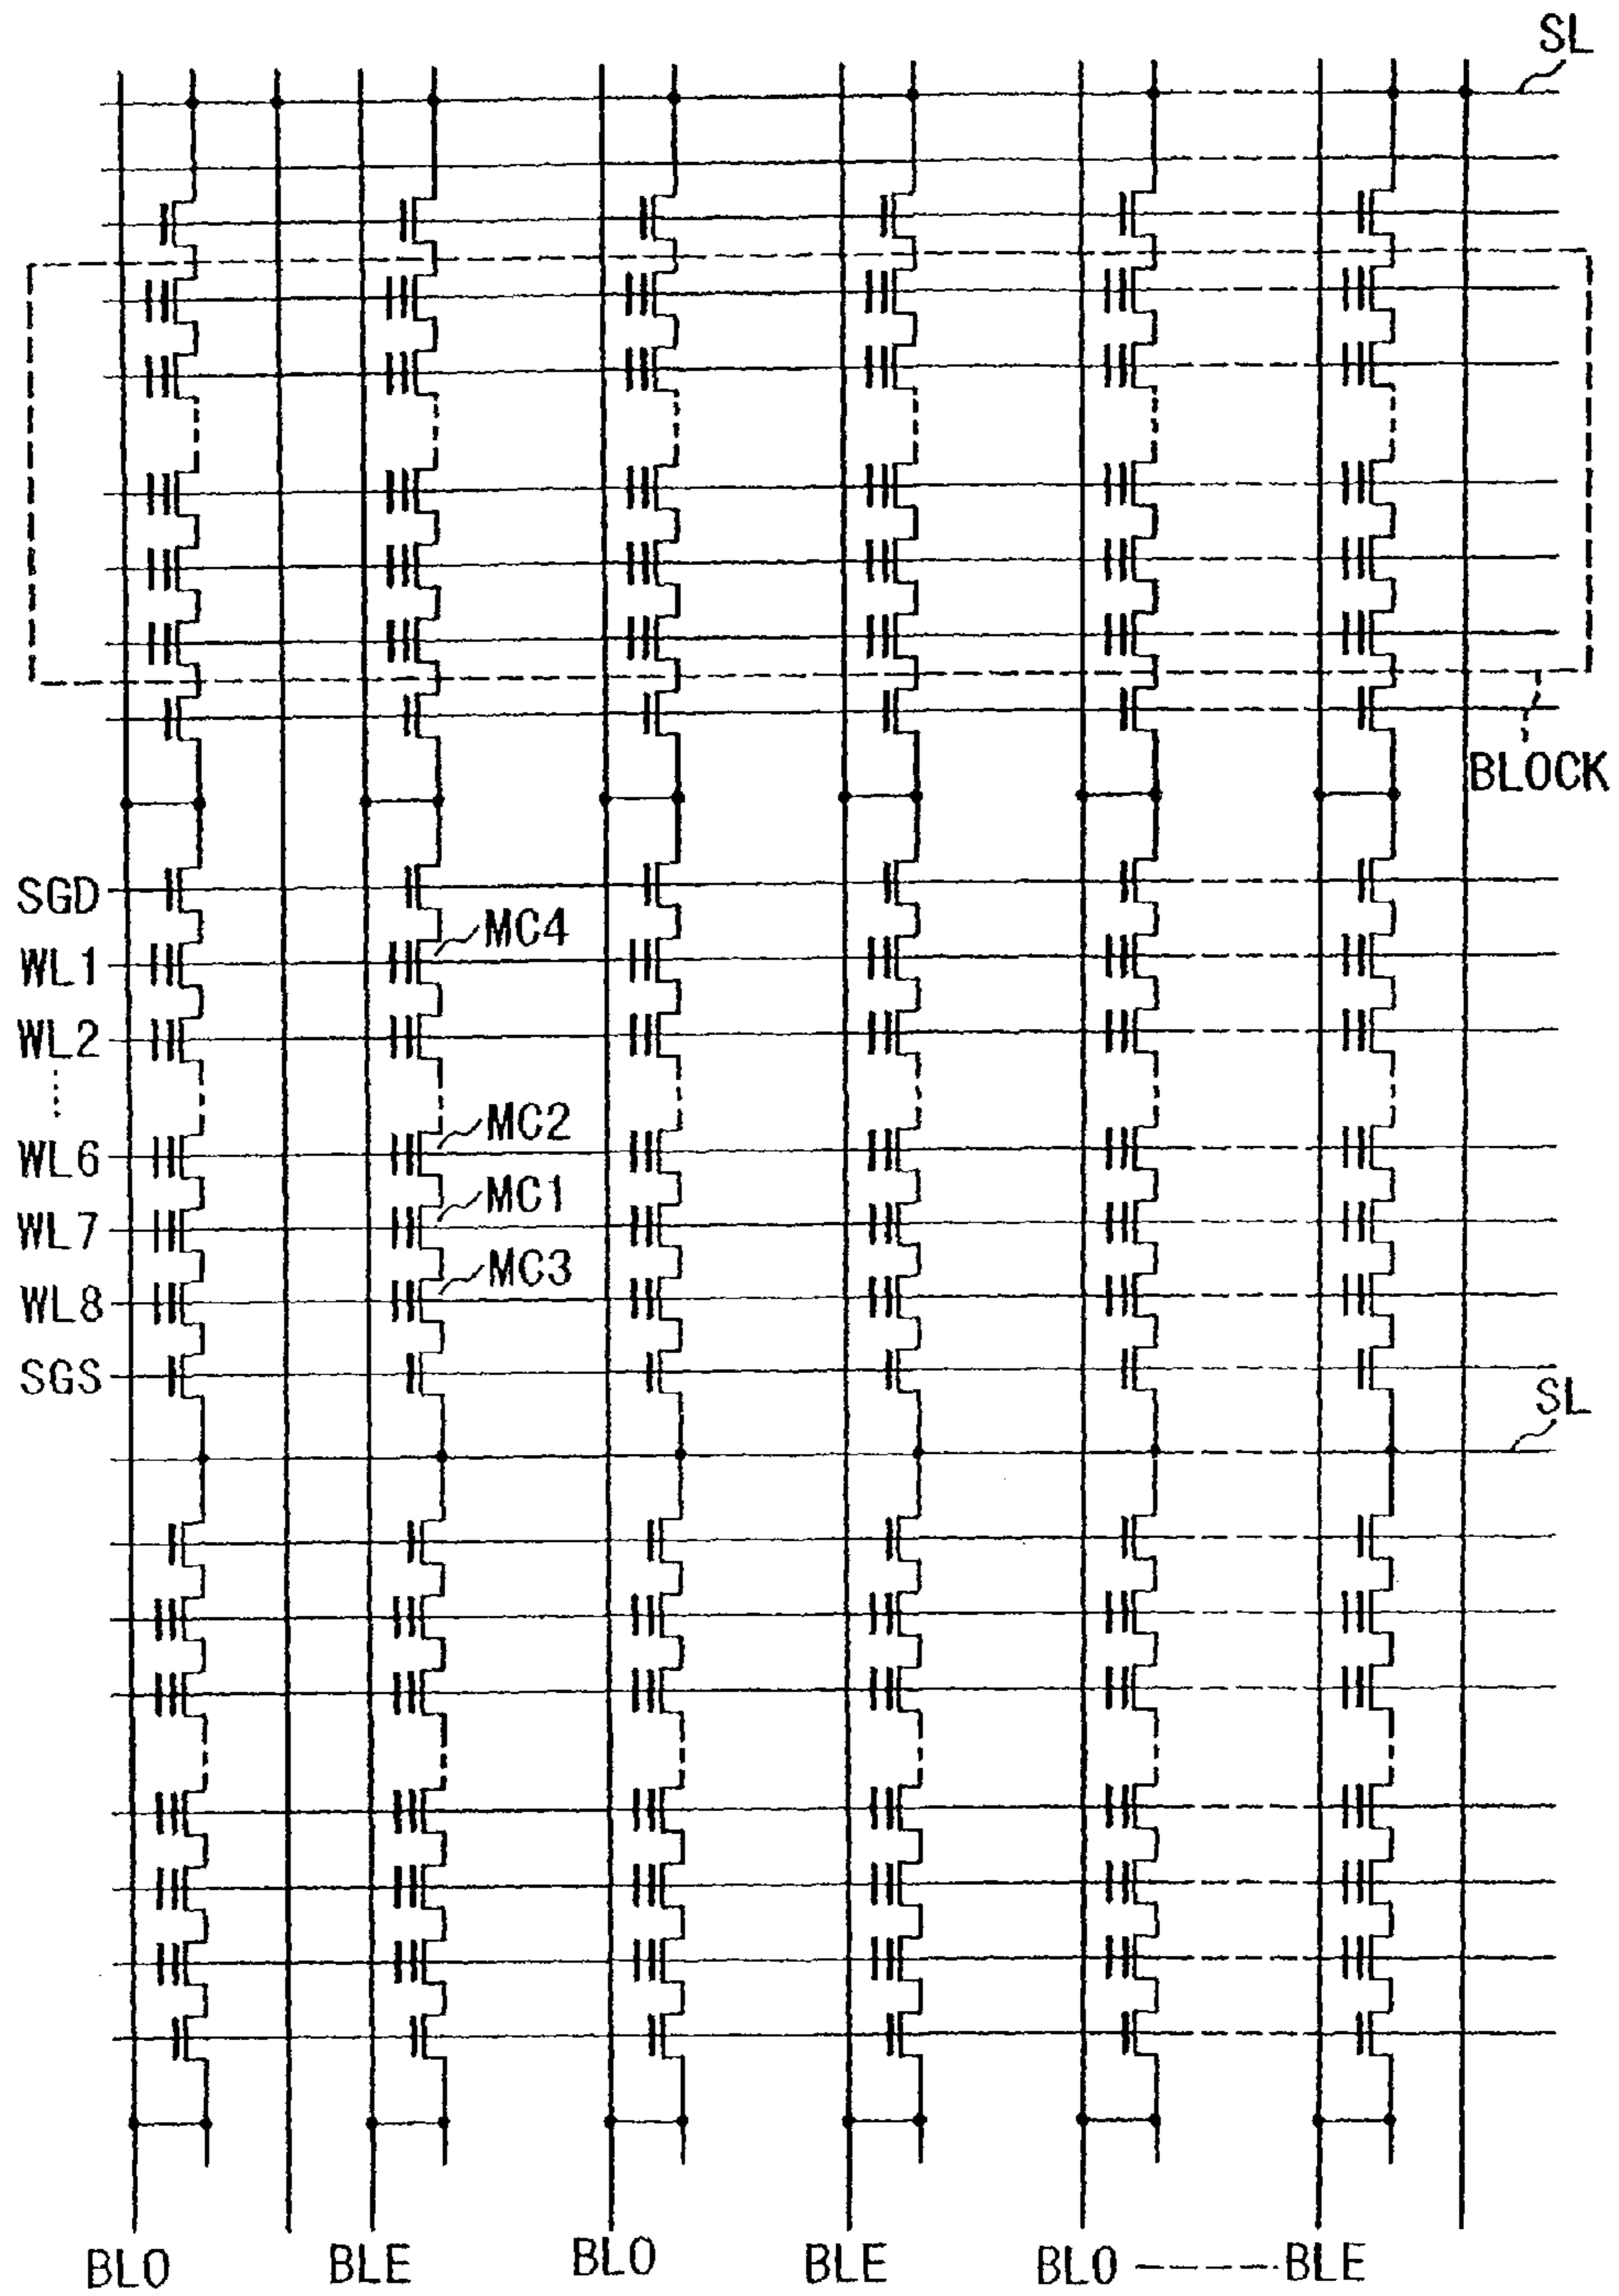 SL
BLOCK
SGD
MC4
WL1
WL2
MC2
WL6
MC1
WL7
MC3
WL8
SGS
SL
BLO BLE BLO BLE BLO BLE